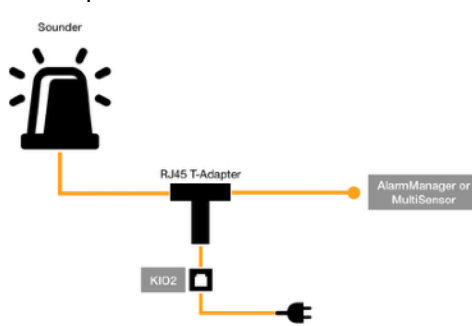 Sounder
RJ45 T-Adapter
AlarmManager or
MultiSensor
KIO2